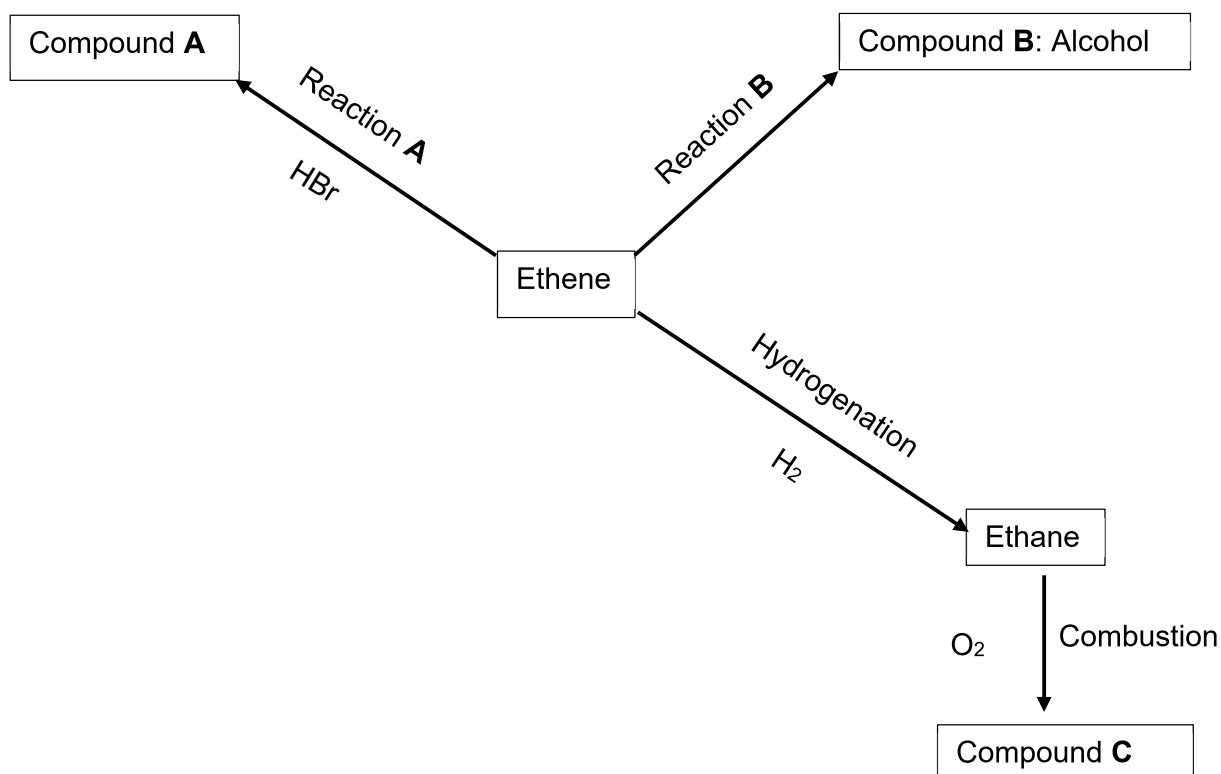 Compound A
Compound B: Alcohol
Reaction A
HBr
Reaction B
Ethene
Hydrogenation
H₂
Ethane
O₂
Combustion
Compound C